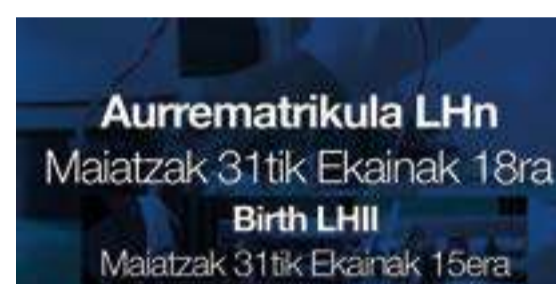 Aurrematrikula LHn
Maiatzak 31tik Ekainak 18ra
Birth LHII
Maiatzak 31tik Ekainak 15era